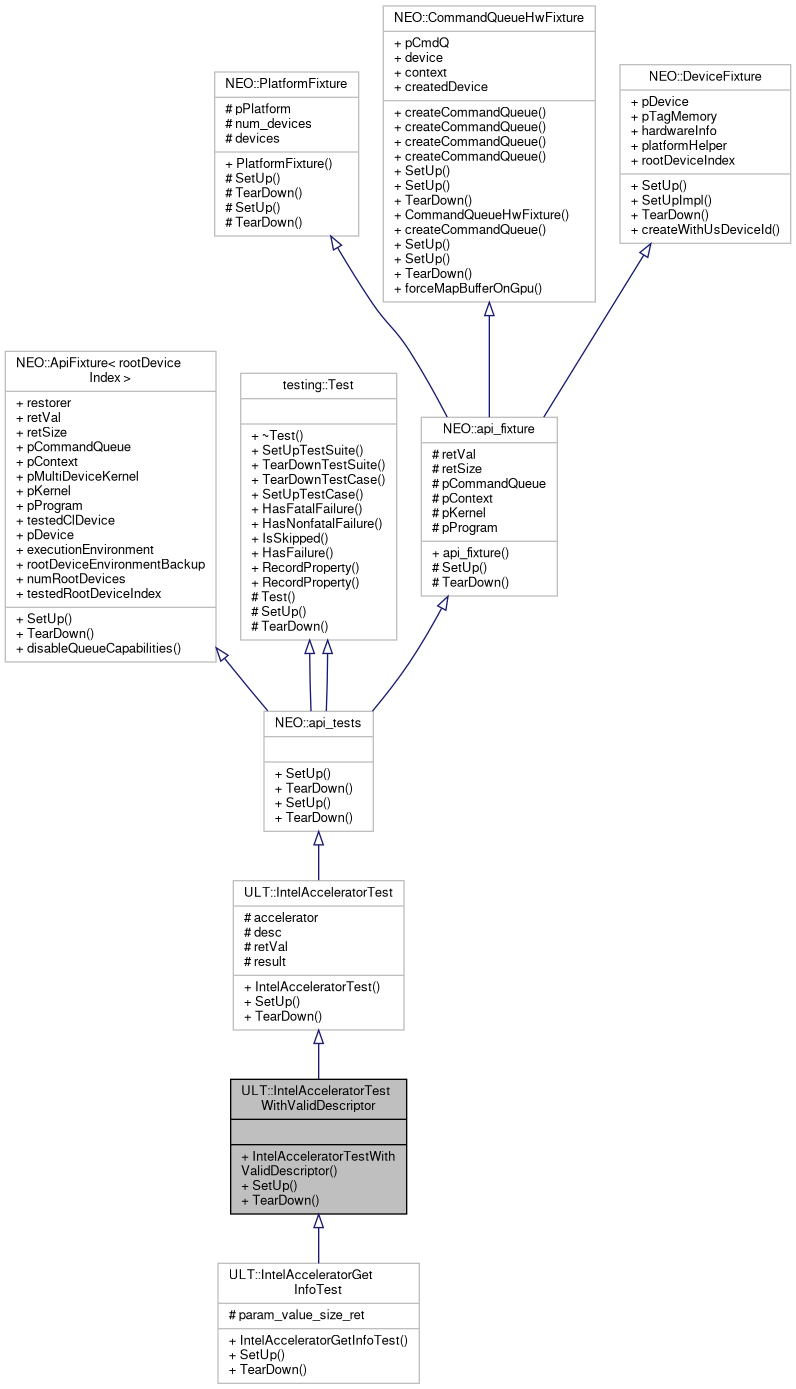 NEO::CommandQueueHwFixture
+ pCmdQ
+ device
+ context
+ createdDevice
+ createCommandQueue()
+ createCommandQueue()
+ createCommandQueue()
+ createCommandQueue()
+ SetUp()
+ SetUp()
+ TearDown()
+ CommandQueueHwFixture()
+ createCommandQueue()
+ SetUp()
+ SetUp()
+ TearDown()
+ forceMapBufferOnGpu()
NEO::PlatformFixture
# pPlatform
# num_devices
# devices
+ PlatformFixture()
# SetUp()
# TearDown()
# SetUp()
# TearDown()
NEO::DeviceFixture
+ pDevice
+ pTagMemory
+ hardwareInfo
+ platformHelper
+ rootDeviceIndex
+ SetUp()
+ SetUpImpl()
+ TearDown()
+ createWithUsDeviceId()
NEO::ApiFixture< rootDevice
Index >
+ restorer
+ retVal
+ retSize
+ pCommandQueue
+ pContext
+ pMultiDeviceKernel
+ pKernel
+ pProgram
+ testedClDevice
+ pDevice
+ executionEnvironment
+ rootDeviceEnvironmentBackup
+ numRootDevices
+ testedRootDeviceIndex
+ SetUp()
+ TearDown()
+ disableQueueCapabilities()
testing::Test
+ ~Test()
+ SetUpTestSuite()
+ TearDownTestSuite()
+ TearDownTestCase()
+ SetUpTestCase()
+ HasFatalFailure()
+ HasNonfatalFailure()
+ IsSkipped()
+ HasFailure()
+ RecordProperty()
+ RecordProperty()
# Test()
# SetUp()
# TearDown()
NEO::api_fixture
# retVal
# retSize
# pCommandQueue
# pContext
# pKernel
# pProgram
+ api_fixture()
# SetUp()
# TearDown()
NEO::api_tests
+ SetUp()
+ TearDown()
+ SetUp()
+ TearDown()
ULT::IntelAcceleratorTest
# accelerator
# desc
# retVal
# result
+ IntelAcceleratorTest()
+ SetUp()
+ TearDown()
ULT::IntelAcceleratorTest
WithValidDescriptor
+ IntelAcceleratorTestWith
ValidDescriptor()
+ SetUp()
+ TearDown()
ULT::IntelAcceleratorGet
InfoTest
# param_value_size_ret
+ IntelAcceleratorGetInfoTest()
+ SetUp()
+ TearDown()